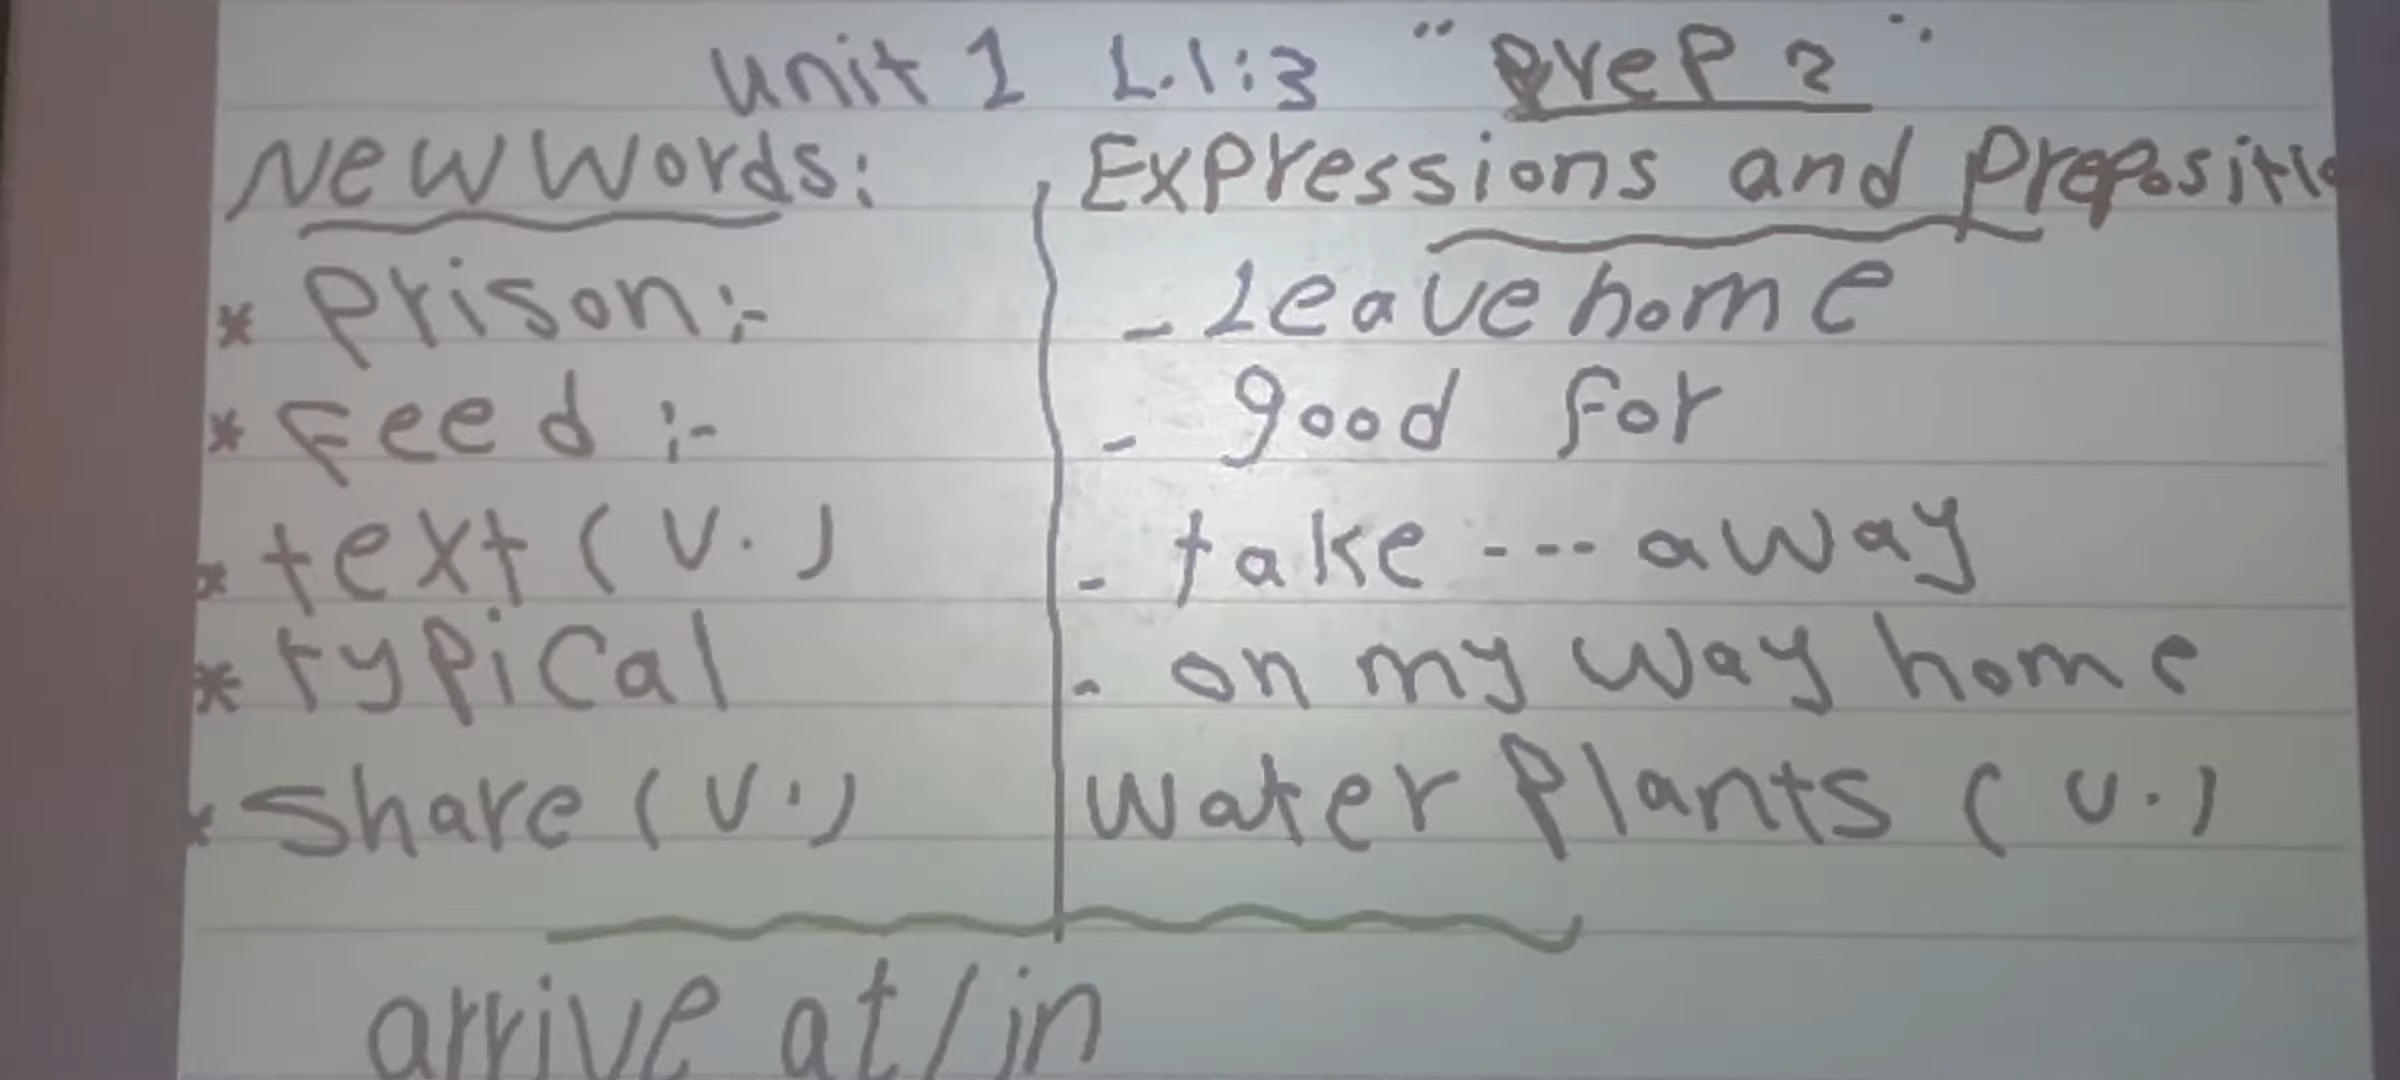 unit 1 L.1:3 "Prep 2"
New Words:
* Prison:-
* Feed :-
* text (v.)
* typical
* Share (v.)
Expressions and
- Leave home
- good for
- take --- away
- on my way home
water Plants (v.)
arrive at/in